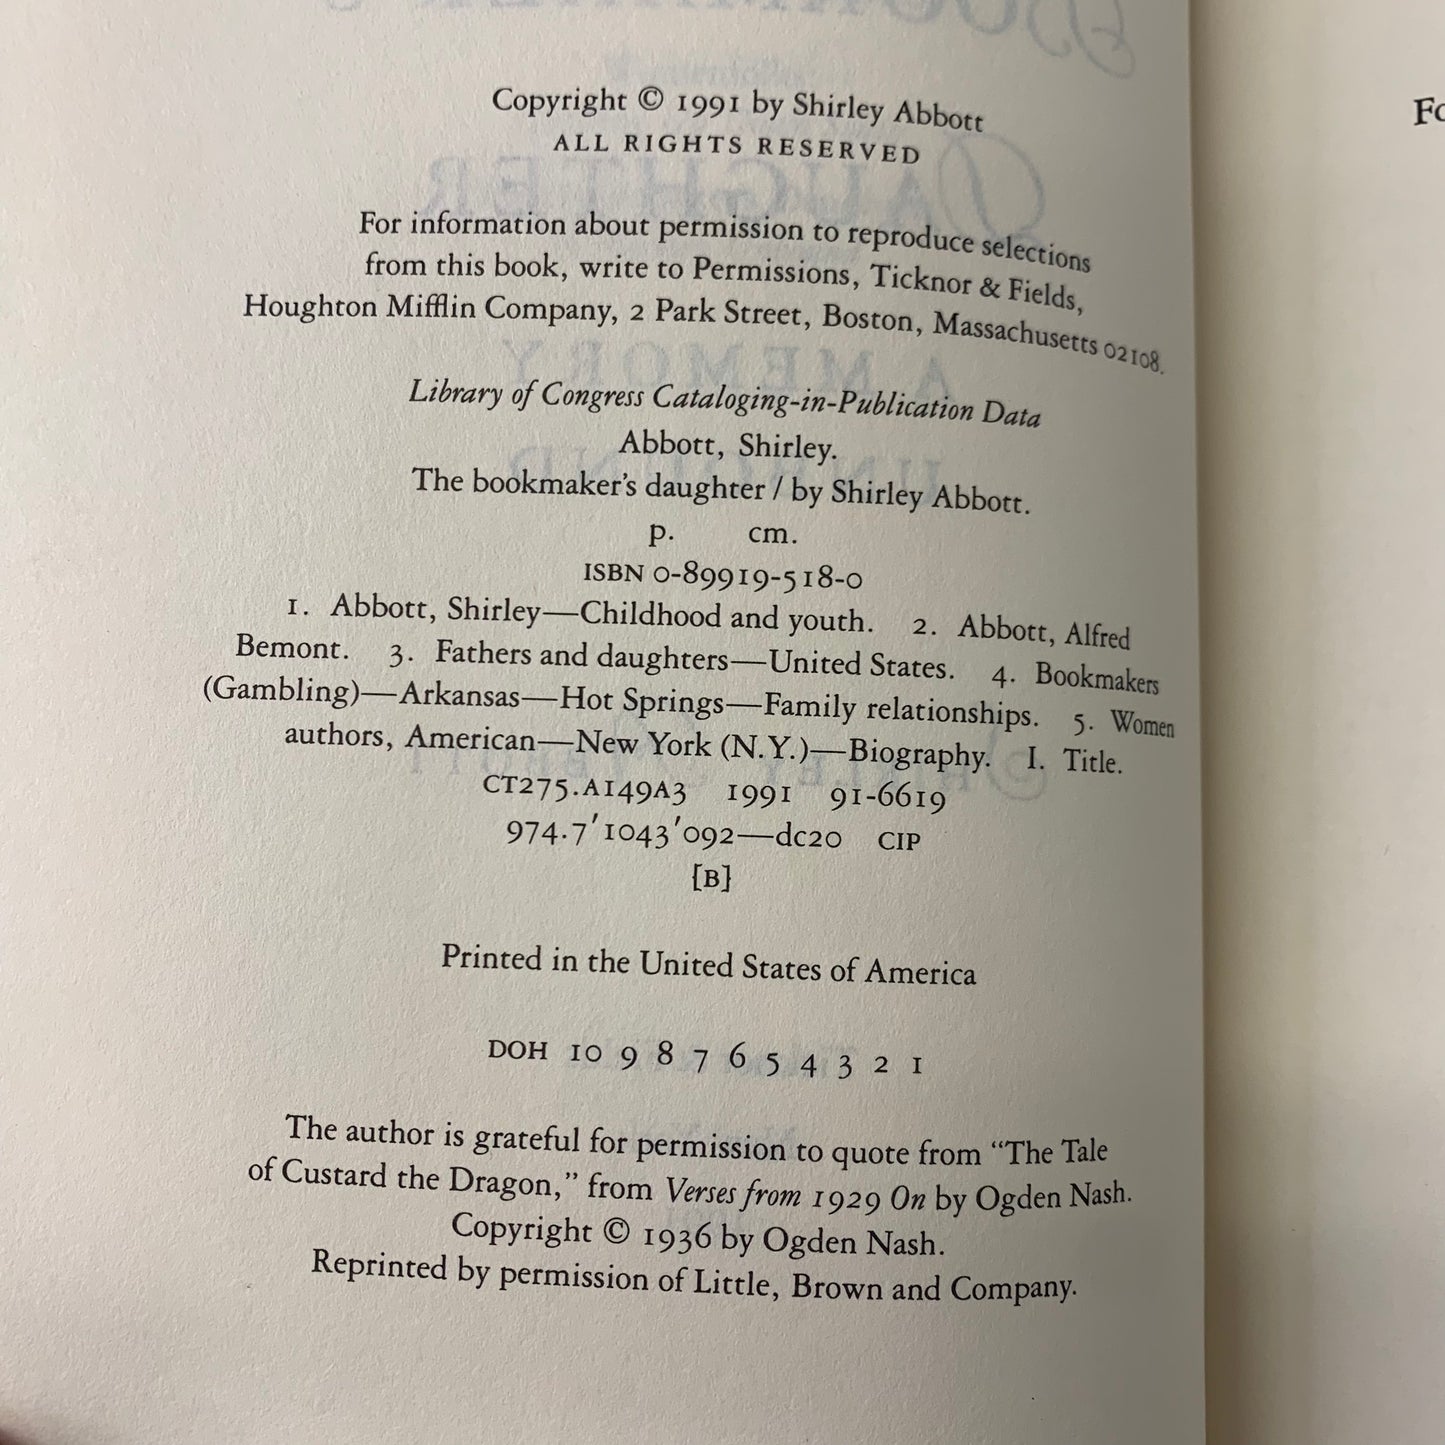 Copyright © 1991 by Shirley Abbott
ALL RIGHTS RESERVED
For information about permission to reproduce selections
from this book, write to Permissions, Ticknor & Fields,
Houghton Mifflin Company, 2 Park Street, Boston, Massachusetts 02108.
Library of Congress Cataloging-in-Publication Data
Abbott, Shirley.
The bookmaker's daughter / by Shirley Abbott.
p. cm.
ISBN 0-89919-518-0
1. Abbott, Shirley—Childhood and youth. 2. Abbott, Alfred
Bemont. 3. Fathers and daughters—United States. 4. Bookmakers
(Gambling)—Arkansas—Hot Springs—Family relationships. 5. Women
authors, American—New York (N.Y.)—Biography. I. Title.
CT275.A149A3 1991 91-6619
974.7'1043'092—dc20 CIP
[B]
Printed in the United States of America
DOH 10 9 8 7 6 5 4 3 2 1
The author is grateful for permission to quote from "The Tale
of Custard the Dragon," from Verses from 1929 On by Ogden Nash.
Copyright © 1936 by Ogden Nash.
Reprinted by permission of Little, Brown and Company.